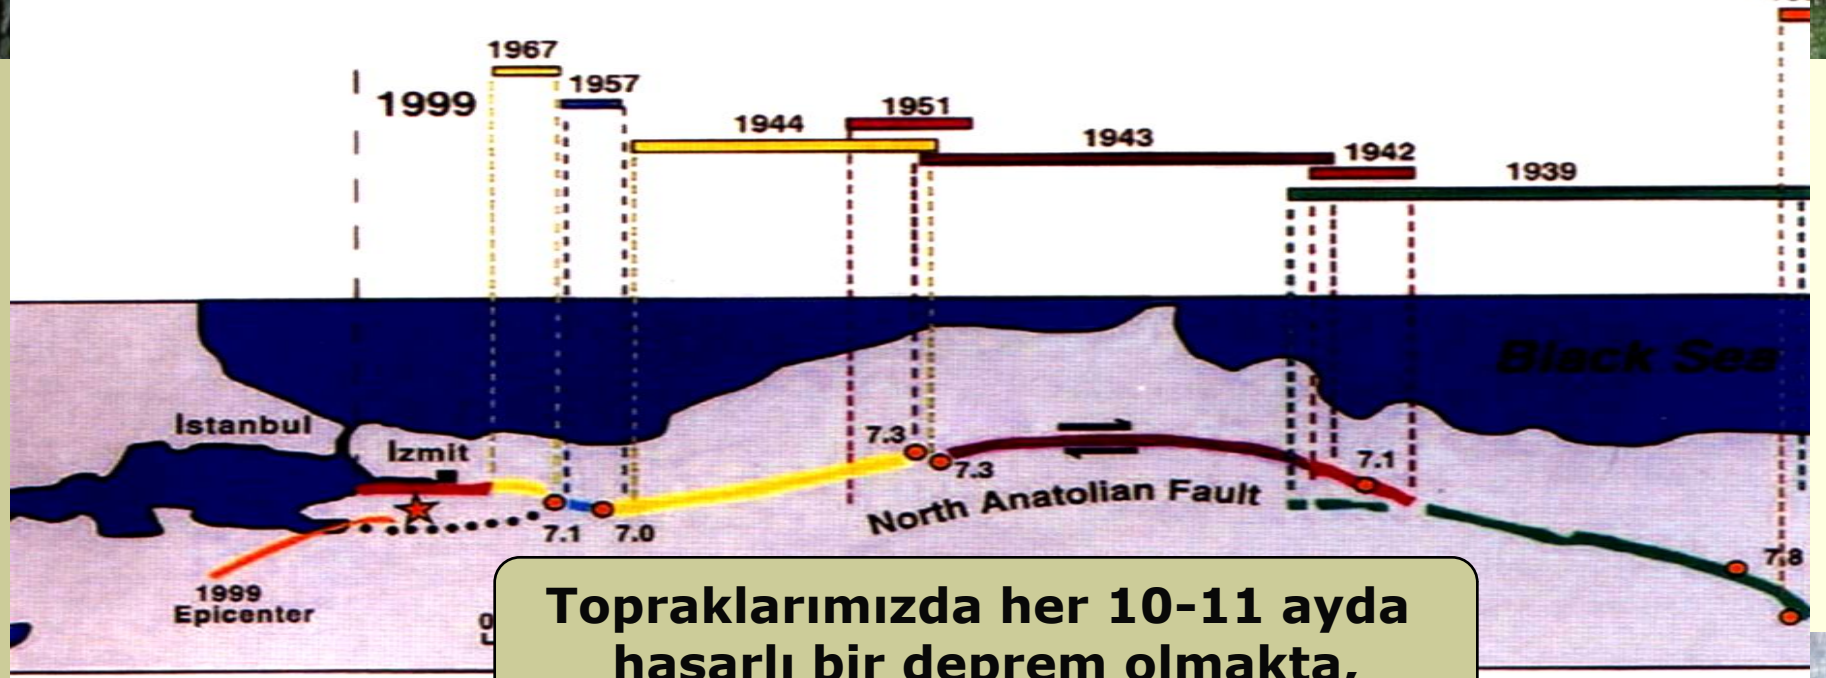 1967
1957
1999
1951
1944
1943
1942
1939
Black Sea
İstanbul
İzmit
7.3
7.3
7.1
North Anatolian Fault
7.1
7.0
7.8
1999
Epicenter
Topraklarımızda her 10-11 ayda
hasarlı bir deprem olmakta,